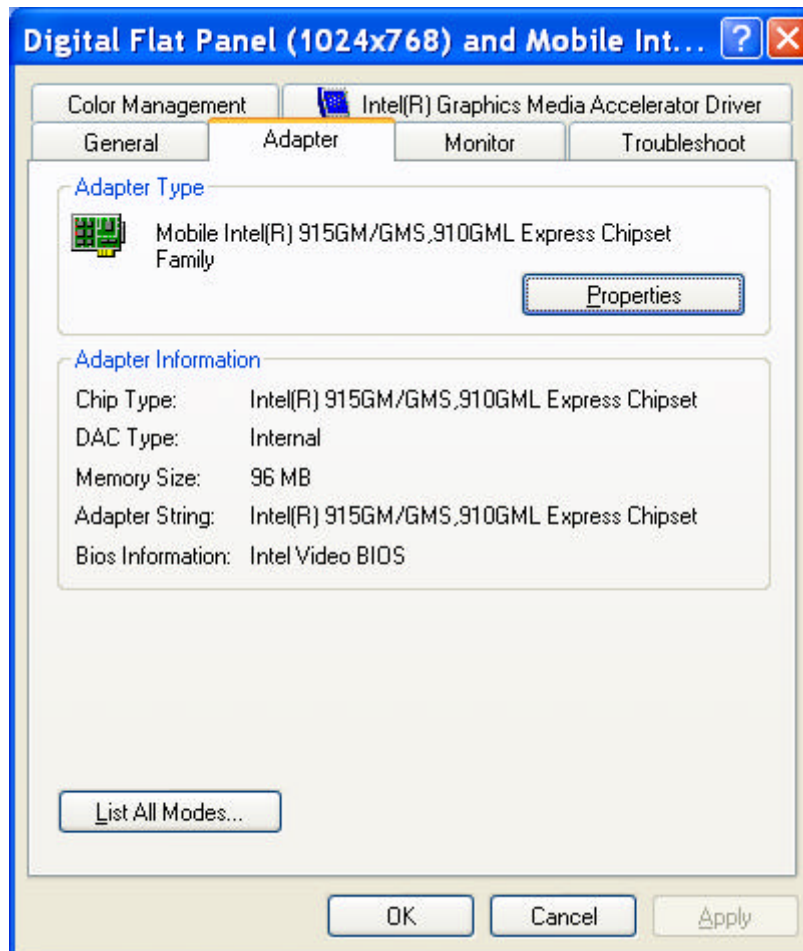 Digital Flat Panel (1024x768) and Mobile Int... ?
Color Management Intel(R) Graphics Media Accelerator Driver
General Adapter Monitor Troubleshoot
Adapter Type
Mobile Intel(R) 915GM/GMS,910GML Express Chipset
Family
Properties
Adapter Information
Chip Type: Intel(R) 915GM/GMS,910GML Express Chipset
DAC Type: Internal
Memory Size: 96 MB
Adapter String: Intel(R) 915GM/GMS,910GML Express Chipset
Bios Information: Intel Video BIOS
List All Modes...
OK Cancel Apply